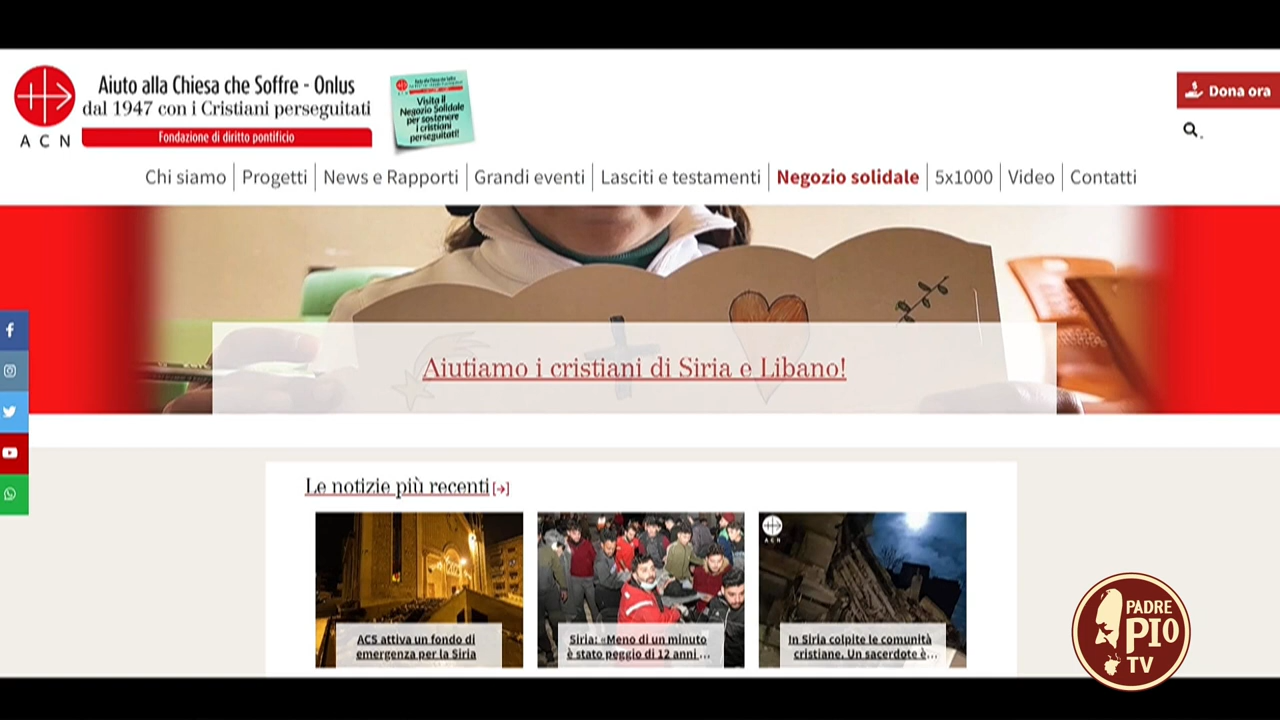 Aiuto alla Chiesa che Soffre - Onlus
dal 1947 con i Cristiani perseguitati
Fondazione di diritto pontificio
A C N
Visita il
Negozio Solidale
per sostenere
i cristiani
perseguitati!
Dona ora
Chi siamo
Progetti
News e Rapporti
Grandi eventi
Lasciti e testamenti
Negozio solidale
5x1000
Video
Contatti
Aiutiamo i cristiani di Siria e Libano!
Le notizie più recenti [→]
ACN
ACS attiva un fondo di
emergenza per la Siria
Siria: «Meno di un minuto
è stato peggio di 12 anni ...
In Siria colpite le comunità
cristiane. Un sacerdote è...
PADRE
PIO
TV